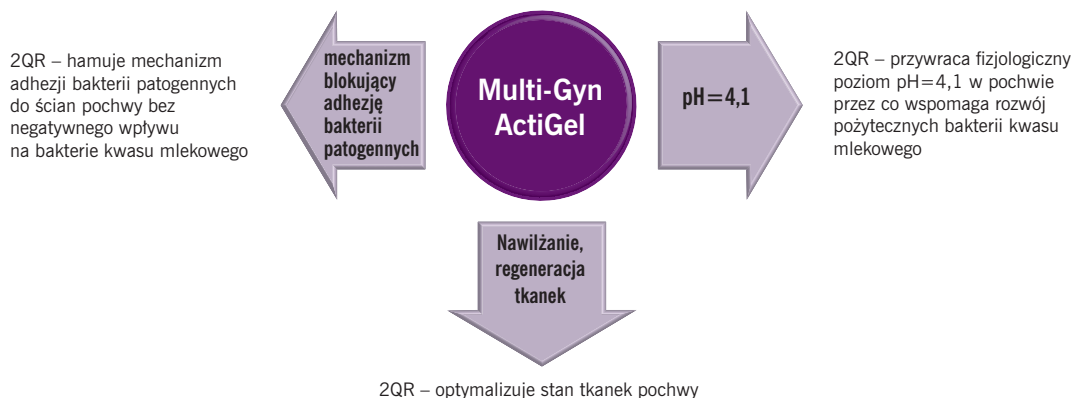 2QR – hamuje mechanizm
adhezji bakterii patogennych
do ścian pochwy bez
negatywnego wpływu
na bakterie kwasu mlekowego
mechanizm
blokujący
adhezję
bakterii
patogennych
Multi-Gyn
ActiGel
pH=4,1
2QR – przywraca fizjologiczny
poziom pH=4,1 w pochwie
przez co wspomaga rozwój
pożytecznych bakterii kwasu
mlekowego
Nawilżanie,
regeneracja
tkanek
2QR – optymalizuje stan tkanek pochwy